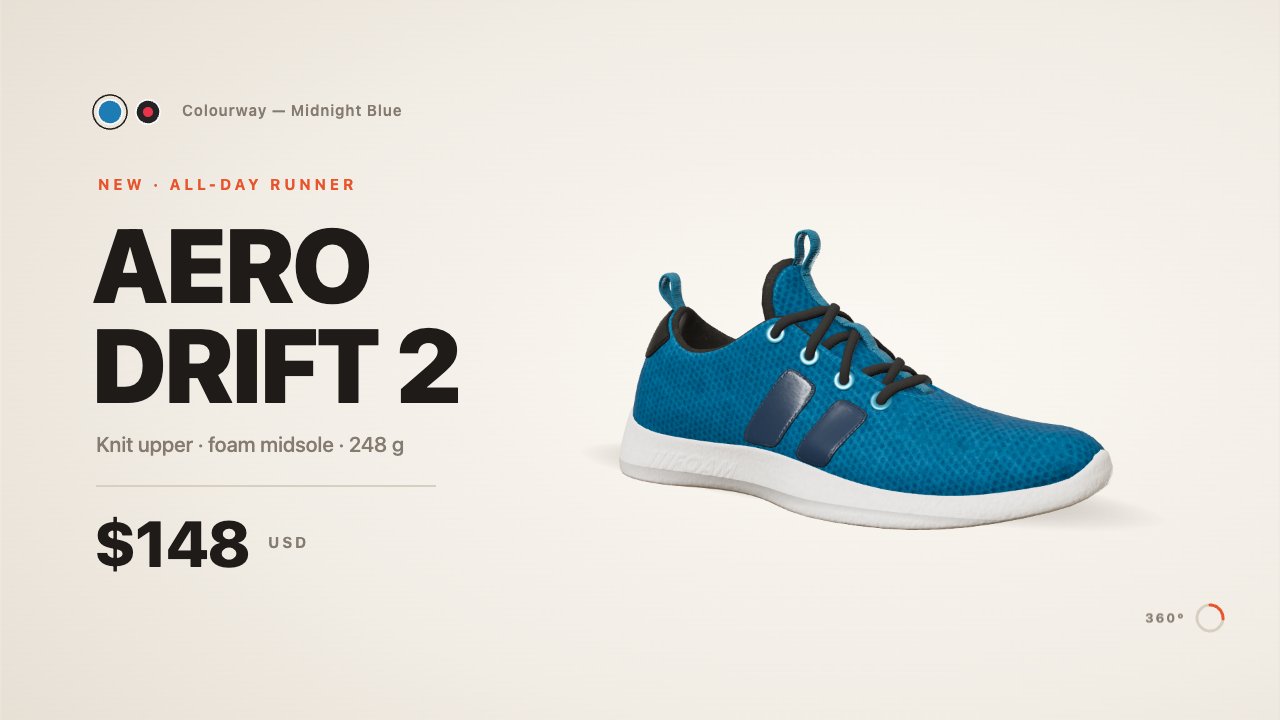 Colourway — Midnight Blue
NEW · ALL-DAY RUNNER
AERO
DRIFT 2
Knit upper · foam midsole · 248 g
$148 USD
360°